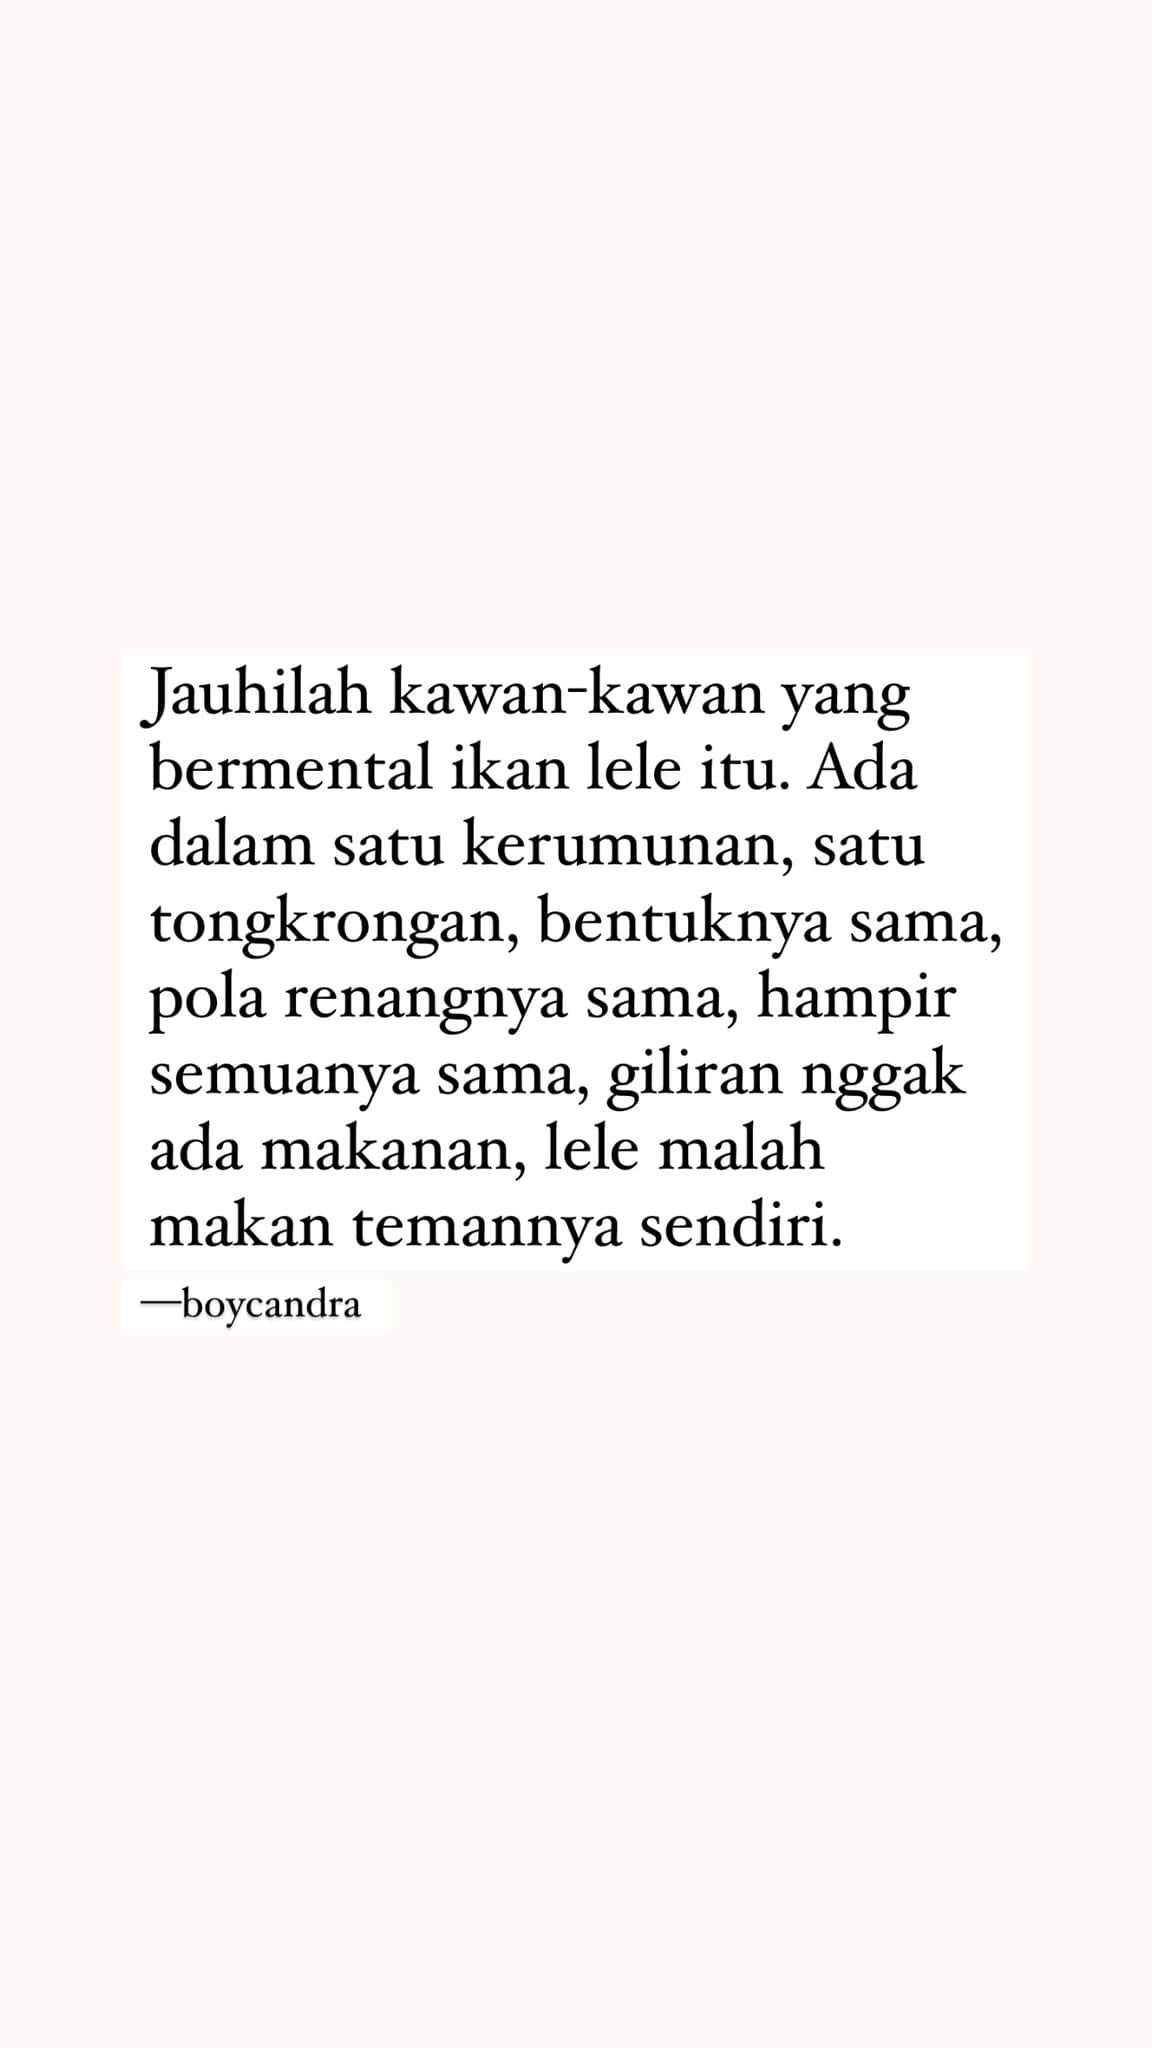 Jauhilah kawan-kawan yang
bermental ikan lele itu. Ada
dalam satu kerumunan, satu
tongkrongan, bentuknya sama,
pola renangnya sama, hampir
semuanya sama, giliran nggak
ada makanan, lele malah
makan temannya sendiri.
—boycandra